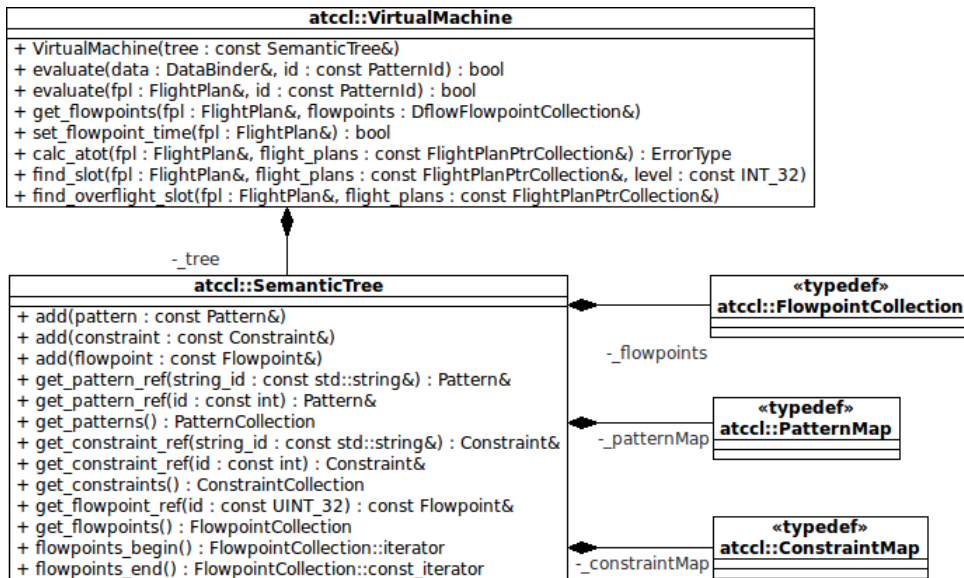 atccl::VirtualMachine
+ VirtualMachine(tree : const SemanticTree&)
+ evaluate(data : DataBinder&, id : const PatternId) : bool
+ evaluate(fpl : FlightPlan&, id : const PatternId) : bool
+ get_flowpoints(fpl : FlightPlan&, flowpoints : DflowFlowpointCollection&)
+ set_flowpoint_time(fpl : FlightPlan&) : bool
+ calc_atot(fpl : FlightPlan&, flight_plans : const FlightPlanPtrCollection&) : ErrorType
+ find_slot(fpl : FlightPlan&, flight_plans : const FlightPlanPtrCollection&, level : const INT_32)
+ find_overflight_slot(fpl : FlightPlan&, flight_plans : const FlightPlanPtrCollection&)
-_tree
atccl::SemanticTree
+ add(pattern : const Pattern&)
+ add(constraint : const Constraint&)
+ add(flowpoint : const Flowpoint&)
+ get_pattern_ref(string_id : const std::string&) : Pattern&
+ get_pattern_ref(id : const int) : Pattern&
+ get_patterns() : PatternCollection
+ get_constraint_ref(string_id : const std::string&) : Constraint&
+ get_constraint_ref(id : const int) : Constraint&
+ get_constraints() : ConstraintCollection
+ get_flowpoint_ref(id : const UINT_32) : const Flowpoint&
+ get_flowpoints() : FlowpointCollection
+ flowpoints_begin() : FlowpointCollection::iterator
+ flowpoints_end() : FlowpointCollection::const_iterator
«typedef»
atccl::FlowpointCollection
-_flowpoints
«typedef»
atccl::PatternMap
-_patternMap
«typedef»
atccl::ConstraintMap
-_constraintMap